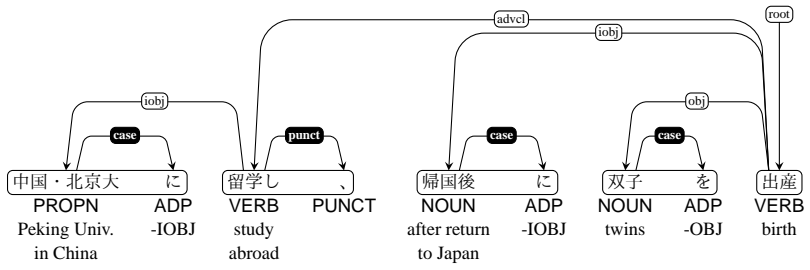 root
advcl
iobj
iobj
obj
case
punct
case
case
中国・北京大 に 留学し 、 帰国後 に 双子 を 出産
PROPN ADP VERB PUNCT NOUN ADP NOUN ADP VERB
Peking Univ. -IOBJ study after return -IOBJ twins -OBJ birth
in China abroad to Japan